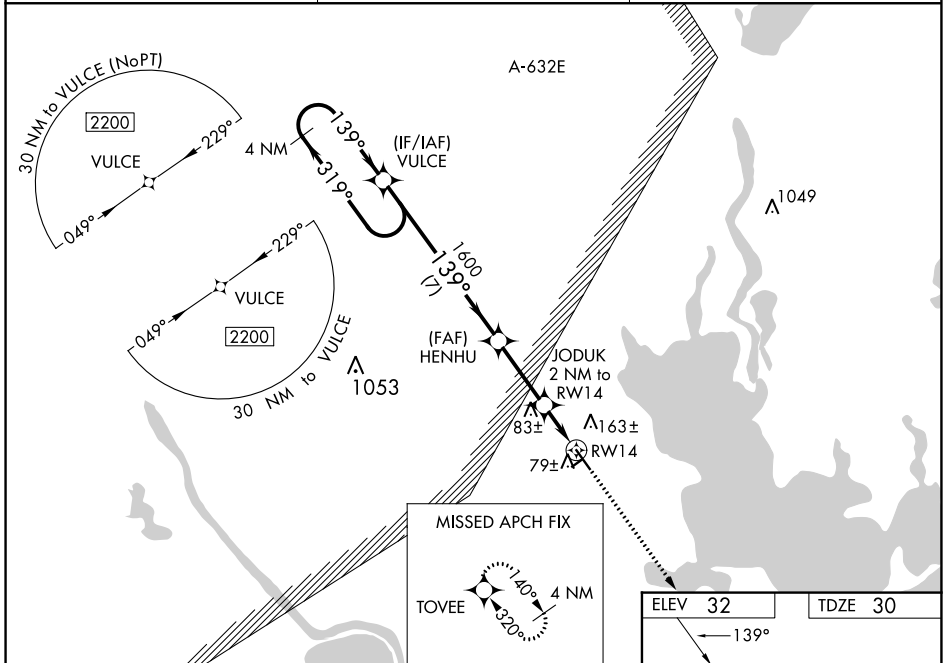 30 NM to VULCE (NoPT)
2200
VULCE
229°
049°
229°
VULCE
049°
2200
30 NM to VULCE
A-632E
4 NM
139°
319°
(IF/IAF)
VULCE
1600
139°
(7)
(FAF)
HENHU
JODUK
2 NM to
RW14
83±
163±
RW14
79±
1049
1053
MISSED APCH FIX
TOVEE
140°
320°
4 NM
ELEV 32
TDZE 30
139°